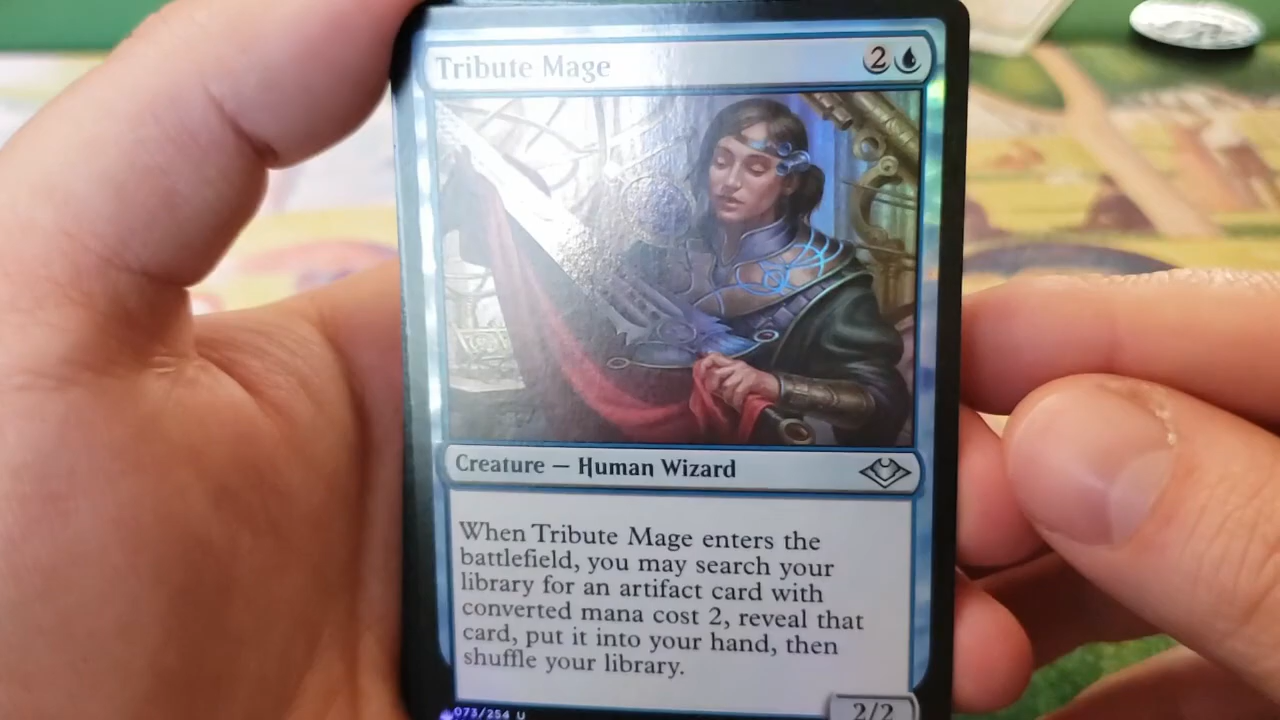 Tribute Mage 2
Creature — Human Wizard
When Tribute Mage enters the
battlefield, you may search your
library for an artifact card with
converted mana cost 2, reveal that
card, put it into your hand, then
shuffle your library.
073/254 U
2/2